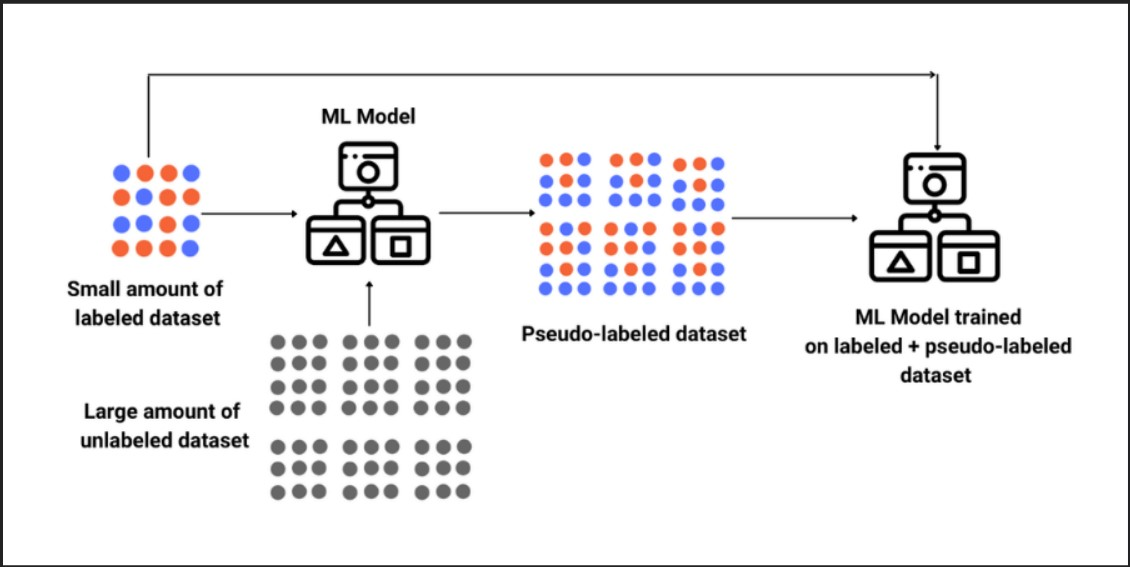 ML Model
Small amount of
labeled dataset
Pseudo-labeled dataset
ML Model trained
on labeled + pseudo-labeled
dataset
Large amount of
unlabeled dataset